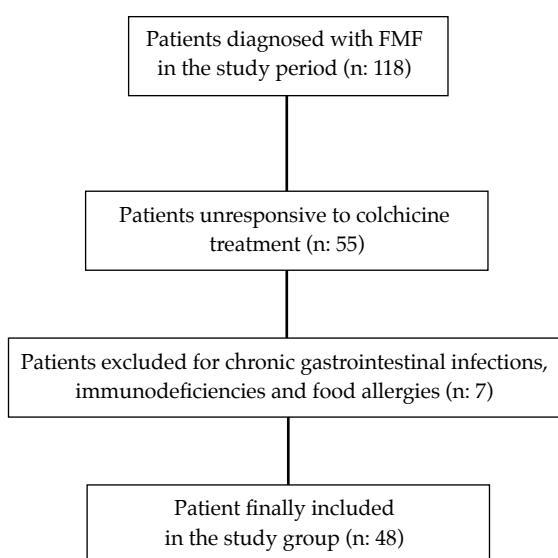 Patients diagnosed with FMF
in the study period (n: 118)
Patients unresponsive to colchicine
treatment (n: 55)
Patients excluded for chronic gastrointestinal infections,
immunodeficiencies and food allergies (n: 7)
Patient finally included
in the study group (n: 48)